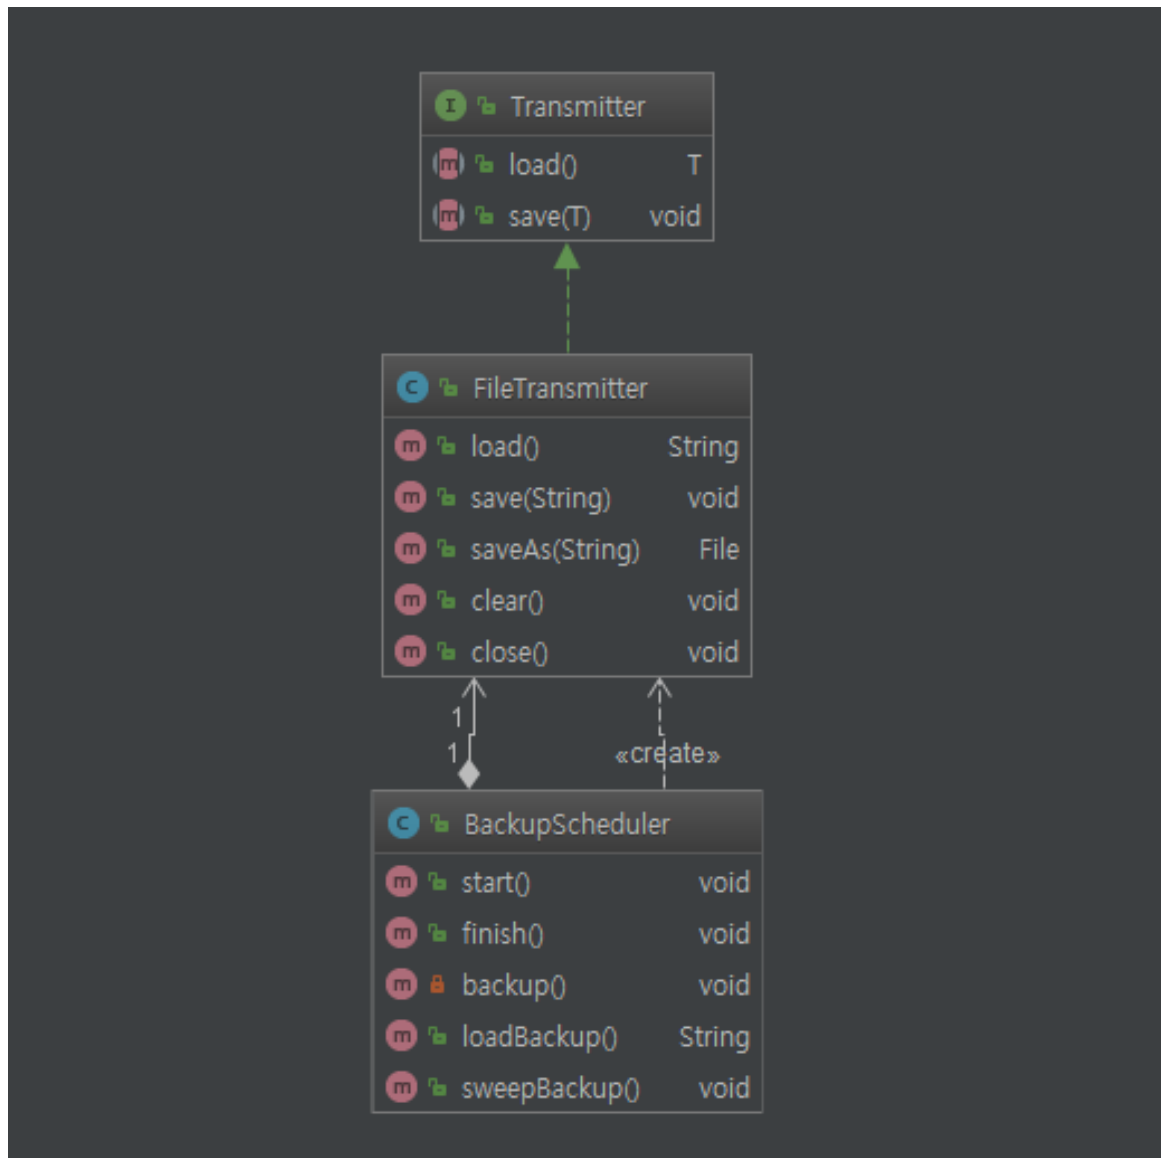 I Transmitter
m load() T
m save(T) void
C FileTransmitter
m load() String
m save(String) void
m saveAs(String) File
m clear() void
m close() void
1
1 «create»
C BackupScheduler
m start() void
m finish() void
m backup() void
m loadBackup() String
m sweepBackup() void